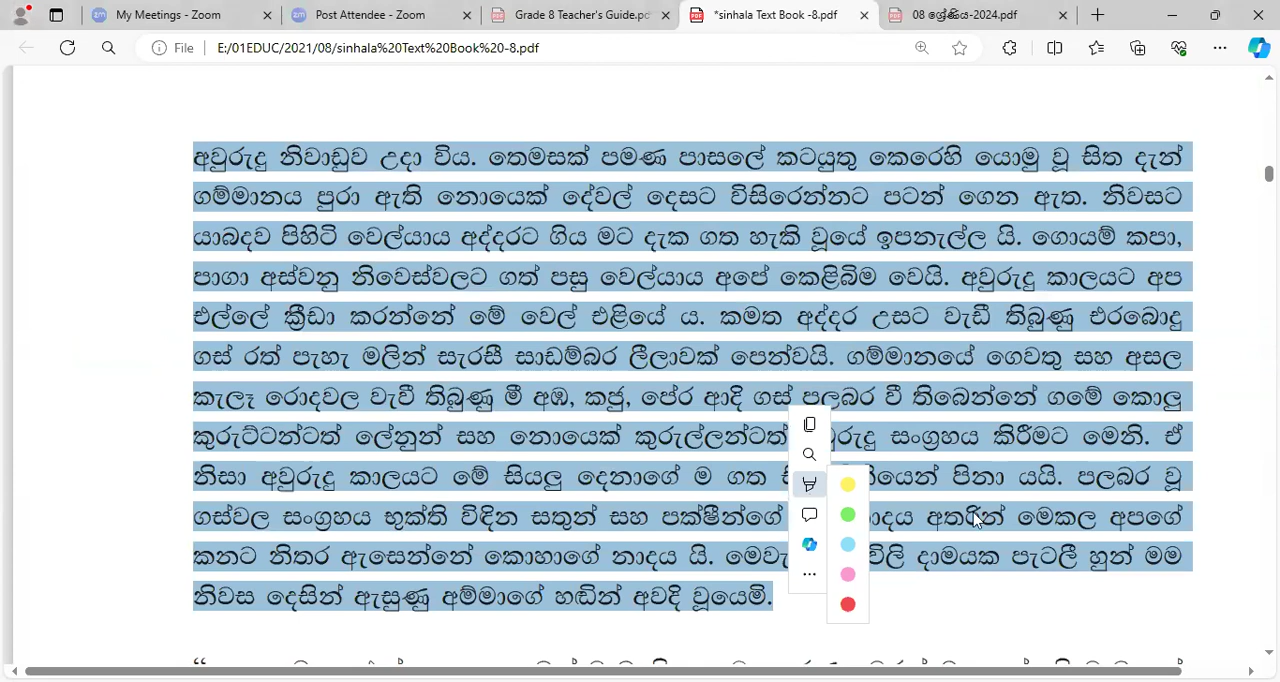 My Meetings - Zoom
Post Attendee - Zoom
Grade 8 Teacher's Guide.pd
*sinhala Text Book -8.pdf
08 ශ්‍රේණිය-2024.pdf
File
E:/01EDUC/2021/08/sinhala%20Text%20Book%20-8.pdf
අවුරුදු නිවාඩුව උදා විය. තෙමසක් පමණ පාසලේ කටයුතු කෙරෙහි යොමු වූ සිත දැන්
ගම්මානය පුරා ඇති නොයෙක් දේවල් දෙසට විසිරෙන්නට පටන් ගෙන ඇත. නිවසට
යාබදව පිහිටි වෙල්යාය අද්දරට ගිය මට දැක ගත හැකි වූයේ ඉපනැල්ල යි. ගොයම් කපා,
පාගා අස්වනු නිවෙස්වලට ගත් පසු වෙල්යාය අපේ කෙළිබිම වෙයි. අවුරුදු කාලයට අප
එල්ලේ ක්‍රීඩා කරන්නේ මේ වෙල් එළියේ ය. කමත අද්දර උසට වැඩී තිබුණු එරබොදු
ගස් රත් පැහැ මලින් සැරසී සාඩම්බර ලීලාවක් පෙන්වයි. ගම්මානයේ ගෙවතු සහ අසල
කැලෑ රොදවල වැවී තිබුණු මී අඹ, කජු, පේර ආදි ගස් පලබර වී තිබෙන්නේ ගමේ කොලු
කුරුට්ටන්ටත් ලේනුන් සහ නොයෙක් කුරුල්ලන්ටත් සංග්‍රහය කිරීමට මෙනි. ඒ
නිසා අවුරුදු කාලයට මේ සියලු දෙනාගේ ම ගත පිනා යයි. පලබර වූ
ගස්වල සංග්‍රහය භුක්ති විඳින සතුන් සහ පක්ෂීන්ගේ අතරින් මෙකල අපගේ
කනට නිතර ඇසෙන්නේ කොහාගේ නාදය යි. දාමයක පැටලී හුන් මම
නිවස දෙසින් ඇසුණු අම්මාගේ හඬින් අවදි වූයෙමි.